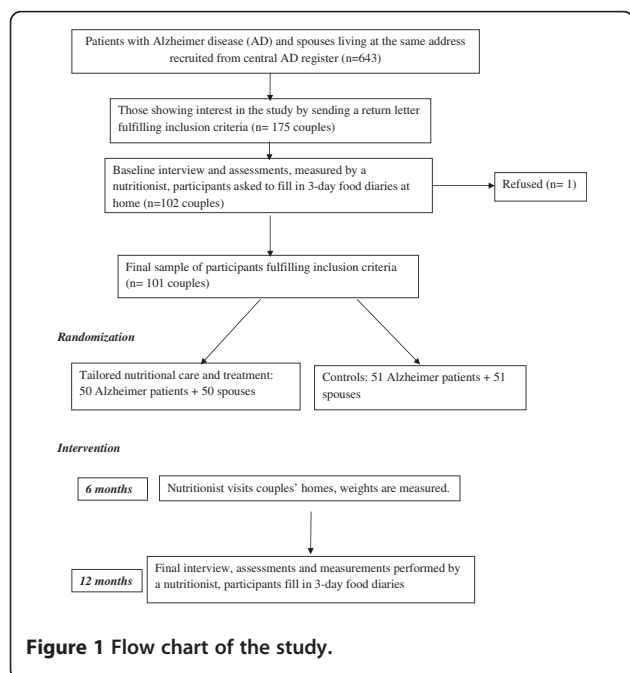 Patients with Alzheimer disease (AD) and spouses living at the same address
recruited from central AD register (n=643)
Those showing interest in the study by sending a return letter
fulfilling inclusion criteria (n= 175 couples)
Baseline interview and assessments, measured by a
nutritionist, participants asked to fill in 3-day food diaries at
home (n=102 couples)
Refused (n= 1)
Final sample of participants fulfilling inclusion criteria
(n= 101 couples)
Randomization
Tailored nutritional care and treatment:
50 Alzheimer patients + 50 spouses
Controls: 51 Alzheimer patients + 51
spouses
Intervention
6 months
Nutritionist visits couples’ homes, weights are measured.
12 months
Final interview, assessments and measurements performed by
a nutritionist, participants fill in 3-day food diaries
Figure 1 Flow chart of the study.